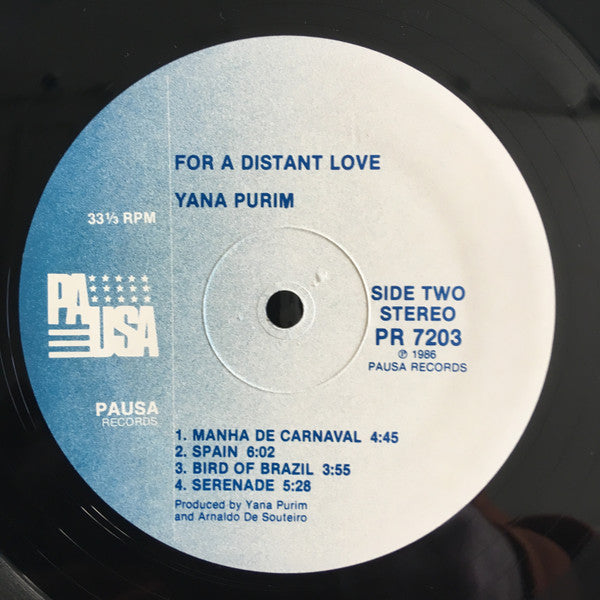 FOR A DISTANT LOVE
YANA PURIM
33⅓ RPM
PAUSA
SIDE TWO
STEREO
PR 7203
℗ 1986
PAUSA RECORDS
PAUSA
RECORDS
1. MANHA DE CARNAVAL 4:45
2. SPAIN 6:02
3. BIRD OF BRAZIL 3:55
4. SERENADE 5:28
Produced by Yana Purim
and Arnaldo De Souteiro